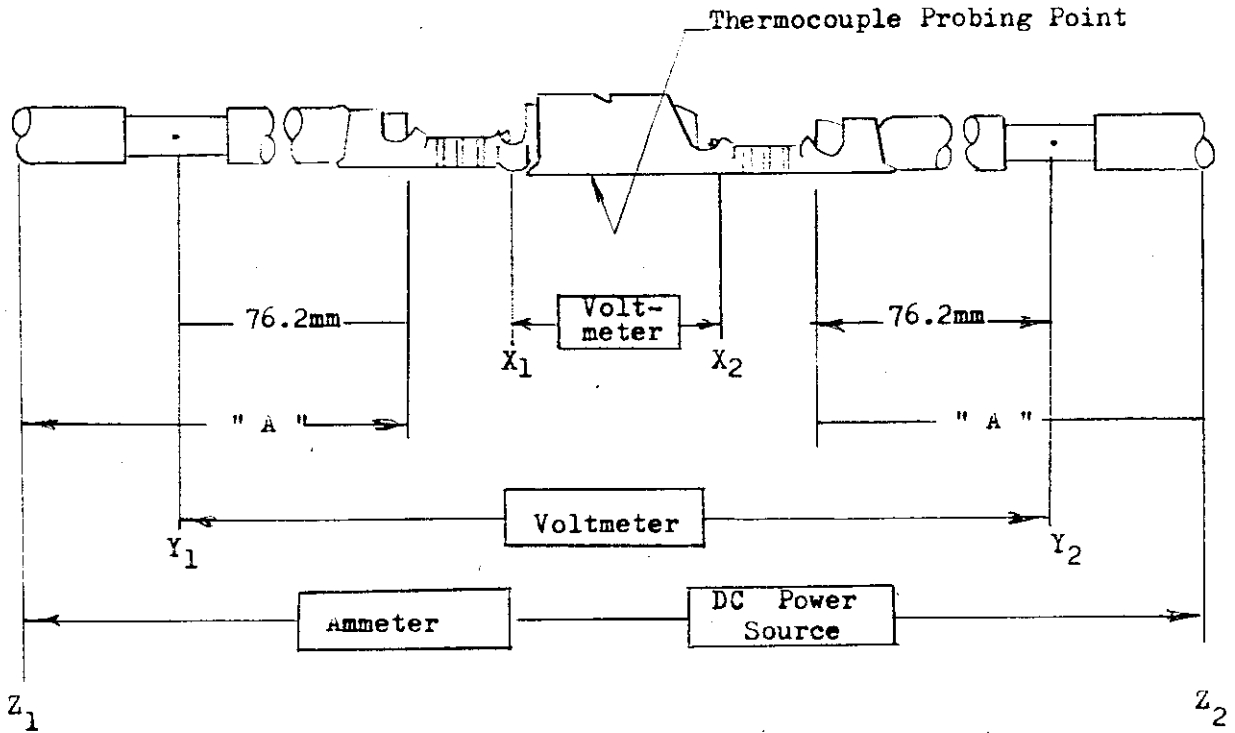 Thermocouple Probing Point
Volt-
meter
76.2mm
76.2mm
X1
X2
" A "
" A "
Voltmeter
Y1
Y2
Ammeter
DC Power
Source
Z1
Z2